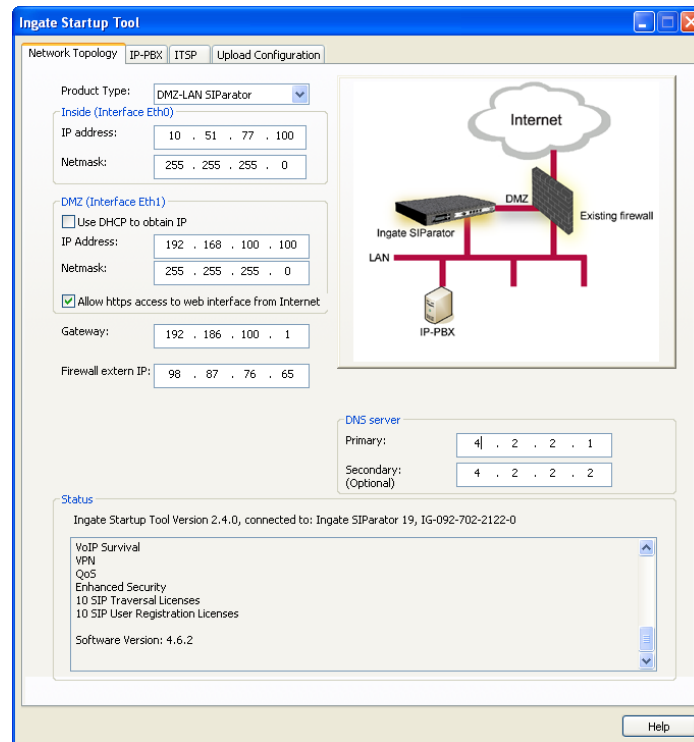 Ingate Startup Tool
Network Topology IP-PBX ITSP Upload Configuration
Product Type: DMZ-LAN SIParator
Inside (Interface Eth0)
IP address: 10 . 51 . 77 . 100
Netmask: 255 . 255 . 255 . 0
DMZ (Interface Eth1)
Use DHCP to obtain IP
IP Address: 192 . 168 . 100 . 100
Netmask: 255 . 255 . 255 . 0
Allow https access to web interface from Internet
Gateway: 192 . 186 . 100 . 1
Firewall extern IP: 98 . 87 . 76 . 65
Internet
DMZ
Existing firewall
Ingate SIParator
LAN
IP-PBX
DNS server
Primary: 4 . 2 . 2 . 1
Secondary: 4 . 2 . 2 . 2
(Optional)
Status
Ingate Startup Tool Version 2.4.0, connected to: Ingate SIParator 19, IG-092-702-2122-0
VoIP Survival
VPN
QoS
Enhanced Security
10 SIP Traversal Licenses
10 SIP User Registration Licenses
Software Version: 4.6.2
Help